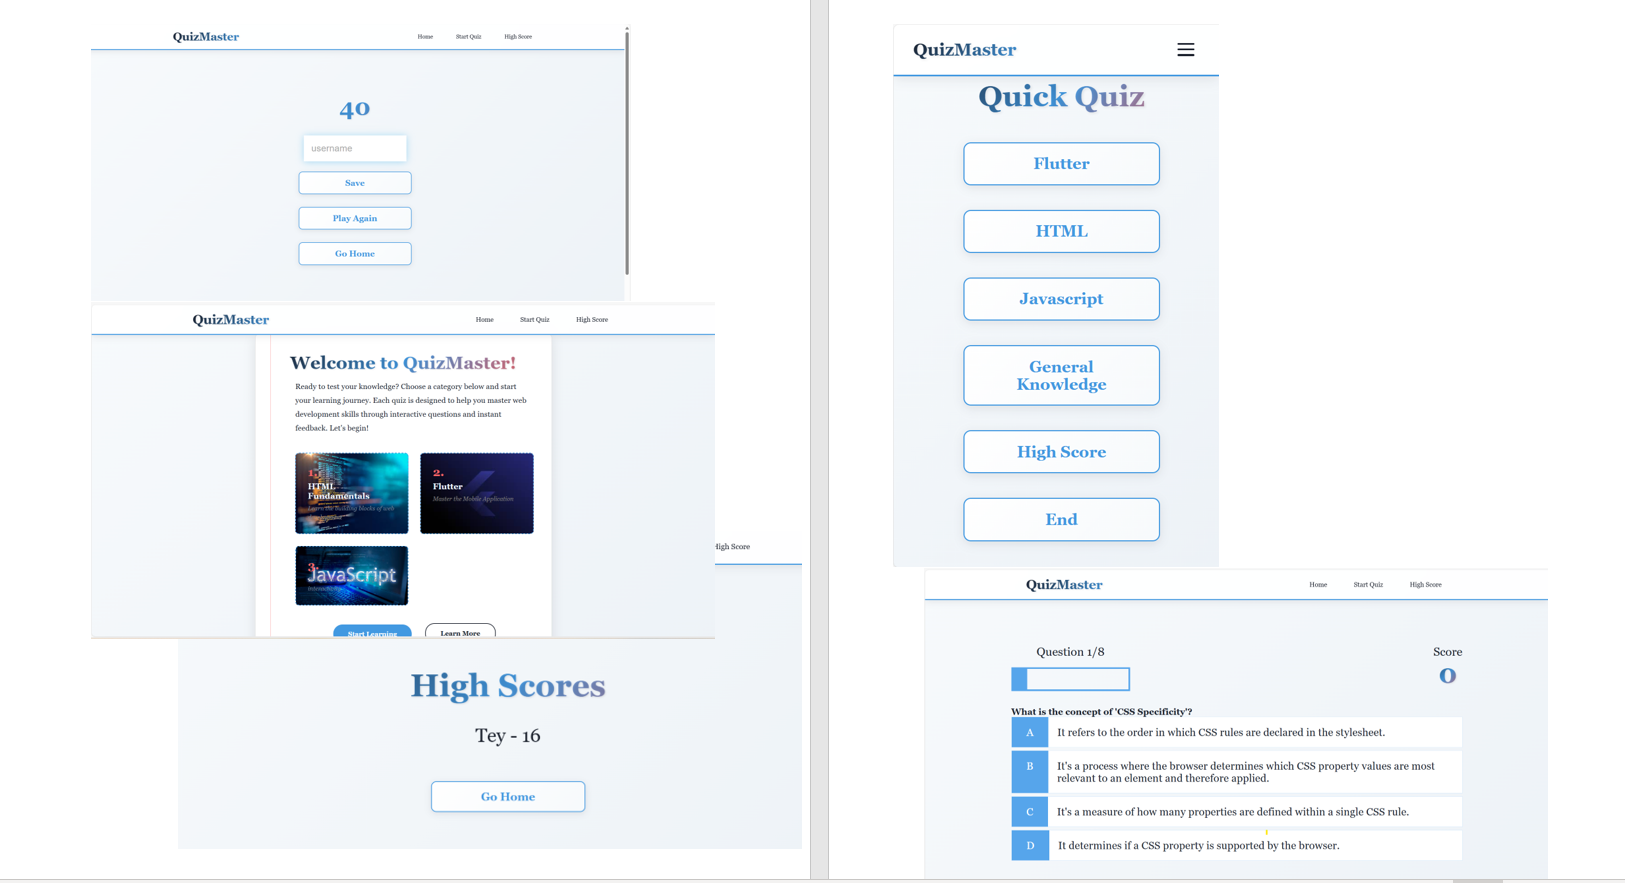 QuizMaster
Home Start Quiz High Score
40
username
Save
Play Again
Go Home
QuizMaster
Home Start Quiz High Score
Welcome to QuizMaster!
Ready to test your knowledge? Choose a category below and start
your learning journey. Each quiz is designed to help you master web
development skills through interactive questions and instant
feedback. Let's begin!
1.
HTML
Fundamentals
Learn the building blocks of web
2.
Flutter
Master the Mobile Application
3.
JavaScript
Start Learning Learn More
High Score
High Scores
Tey - 16
Go Home
QuizMaster
Quick Quiz
Flutter
HTML
Javascript
General
Knowledge
High Score
End
QuizMaster
Home Start Quiz High Score
Question 1/8
Score
0
What is the concept of 'CSS Specificity'?
A It refers to the order in which CSS rules are declared in the stylesheet.
B It's a process where the browser determines which CSS property values are most
relevant to an element and therefore applied.
C It's a measure of how many properties are defined within a single CSS rule.
D It determines if a CSS property is supported by the browser.